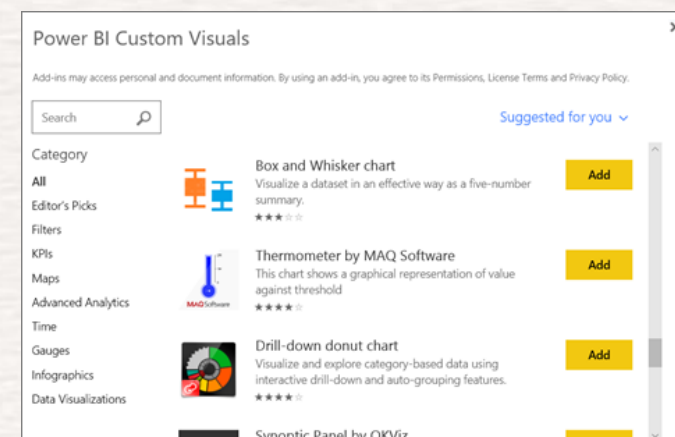 Power BI Custom Visuals
Add-ins may access personal and document information. By using an add-in, you agree to its Permissions, License Terms and Privacy Policy.
Search
Suggested for you
Category
All
Editor's Picks
Filters
KPIs
Maps
Advanced Analytics
Time
Gauges
Infographics
Data Visualizations
Box and Whisker chart
Visualize a dataset in an effective way as a five-number
summary.
Add
MAQ Software
Thermometer by MAQ Software
This chart shows a graphical representation of value
against threshold
Add
Drill-down donut chart
Visualize and explore category-based data using
interactive drill-down and auto-grouping features.
Add
Synoptic Panel by OKViz